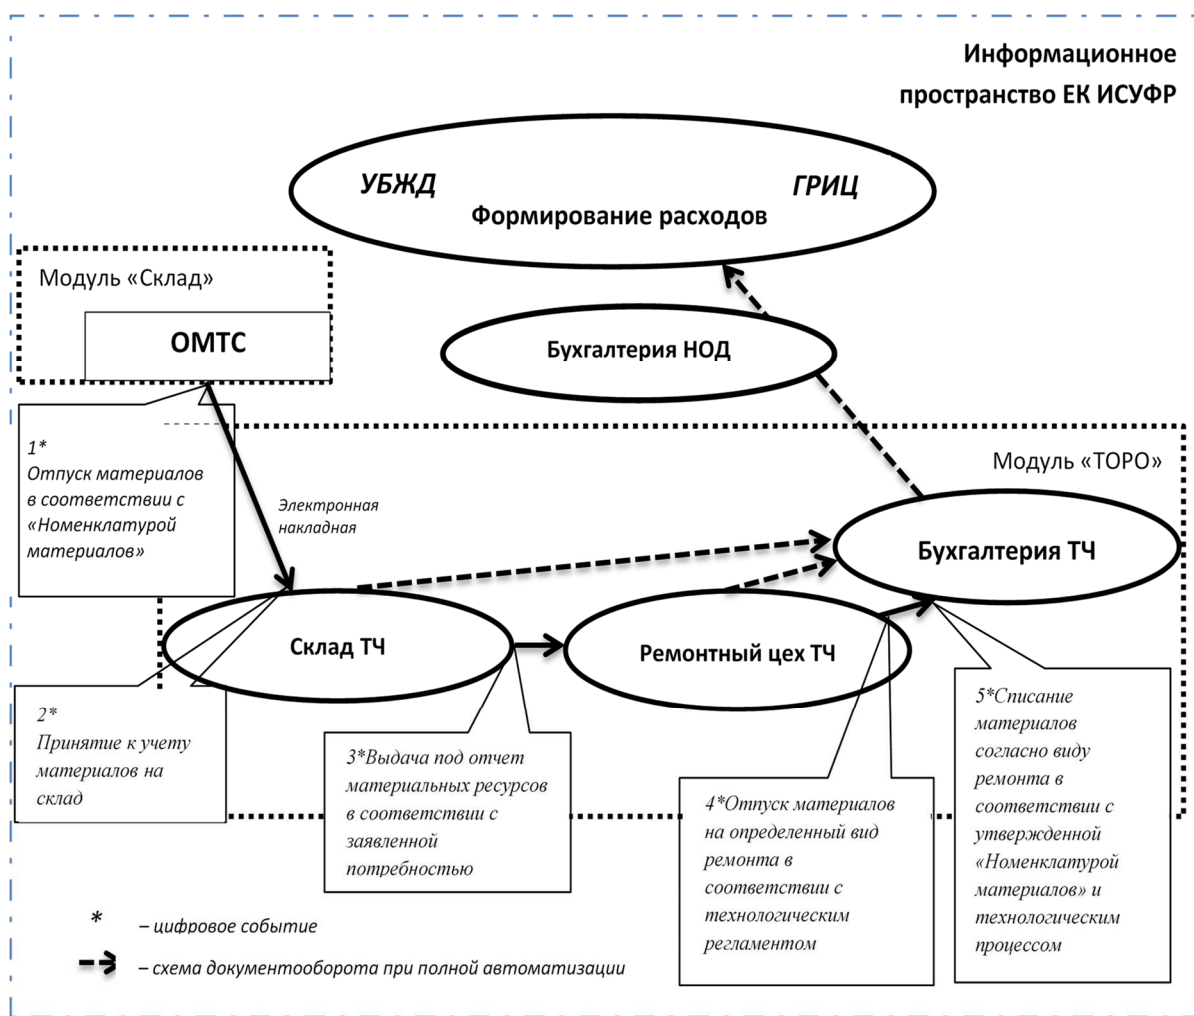 Информационное
пространство ЕК ИСУФР
УБЖД
ГРИЦ
Формирование расходов
Модуль «Склад»
ОМТС
Бухгалтерия НОД
1*
Отпуск материалов
в соответствии с
«Номенклатурой
материалов»
Электронная
накладная
Модуль «ТОРО»
Бухгалтерия ТЧ
Склад ТЧ
Ремонтный цех ТЧ
2*
Принятие к учету
материалов на
склад
3*Выдача под отчет
материальных ресурсов
в соответствии с
заявленной
потребностью
4*Отпуск материалов
на определенный вид
ремонта в
соответствии с
технологическим
регламентом
5*Списание
материалов
согласно виду
ремонта в
соответствии с
утвержденной
«Номенклатурой
материалов» и
технологическим
процессом
* – цифровое событие
– схема документооборота при полной автоматизации